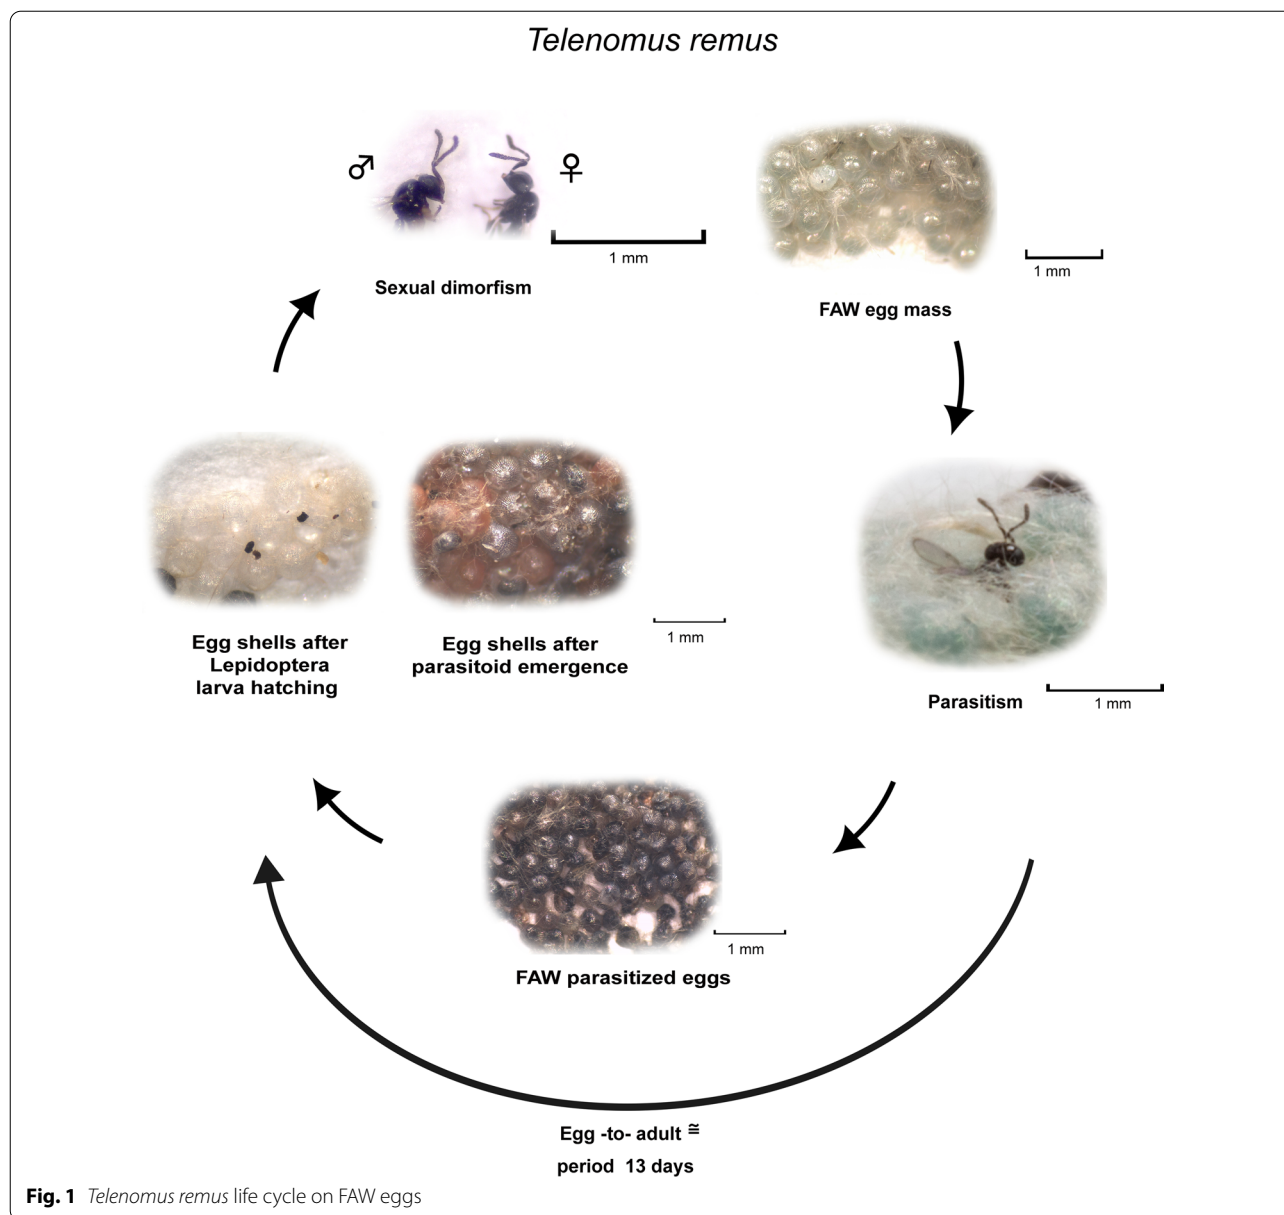 Telenomus remus
♂
♀
1 mm
Sexual dimorfism
1 mm
FAW egg mass
Egg shells after
Lepidoptera
larva hatching
Egg shells after
parasitoid emergence
1 mm
Parasitism
1 mm
1 mm
FAW parasitized eggs
Egg -to- adult ≅
period 13 days
Fig. 1 Telenomus remus life cycle on FAW eggs